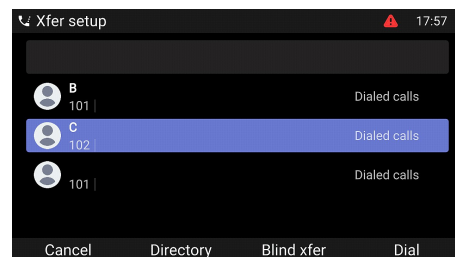 Xfer setup 17:57
B
101 Dialed calls
C
102 Dialed calls
101 Dialed calls
Cancel Directory Blind xfer Dial